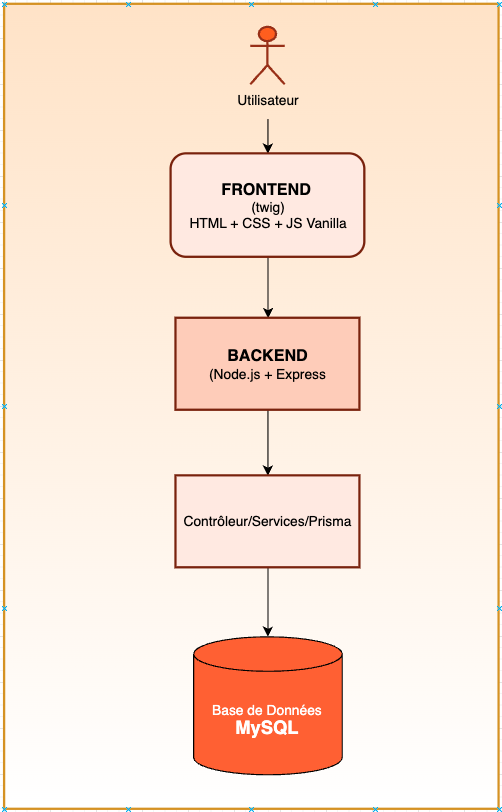 Utilisateur
FRONTEND
(twig)
HTML + CSS + JS Vanilla
BACKEND
(Node.js + Express
Contrôleur/Services/Prisma
Base de Données
MySQL